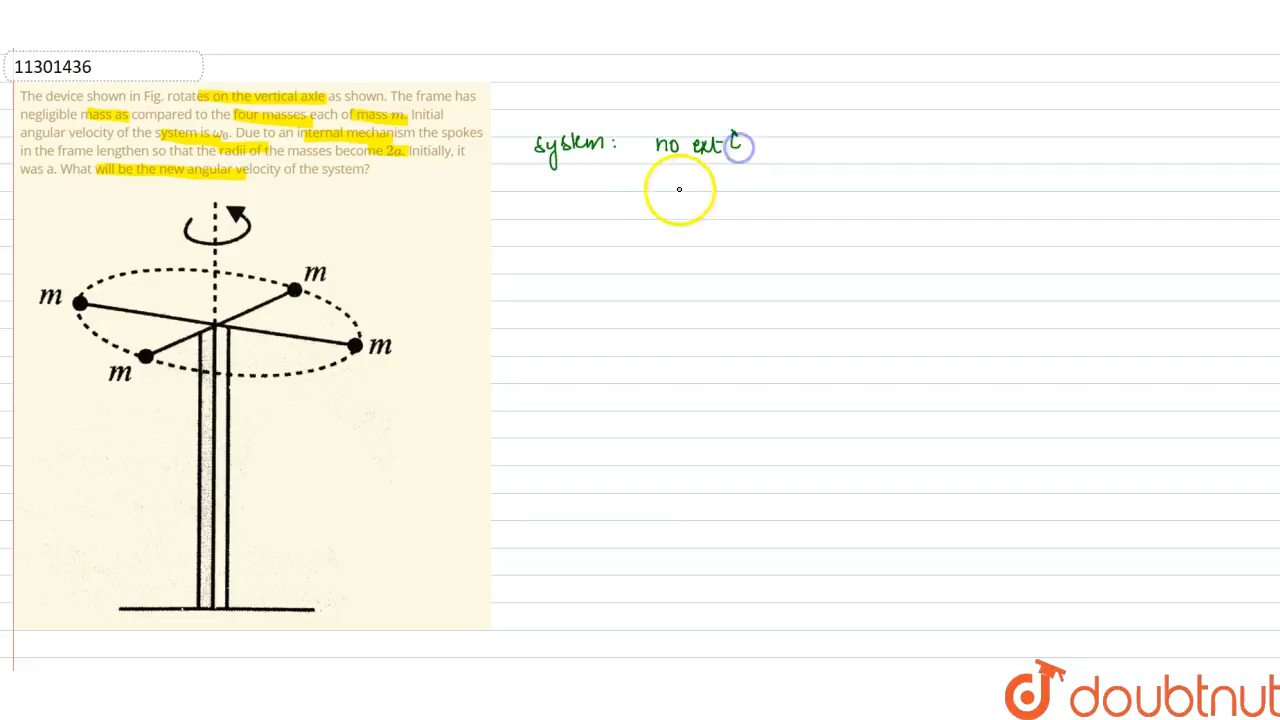 11301436
The device shown in Fig. rotates on the vertical axle as shown. The frame has
negligible mass as compared to the four masses each of mass m. Initial
angular velocity of the system is ω₀. Due to an internal mechanism the spokes
in the frame lengthen so that the radii of the masses become 2a. Initially, it
was a. What will be the new angular velocity of the system?
system: no ext τ
m
m
m
m
doubtnut